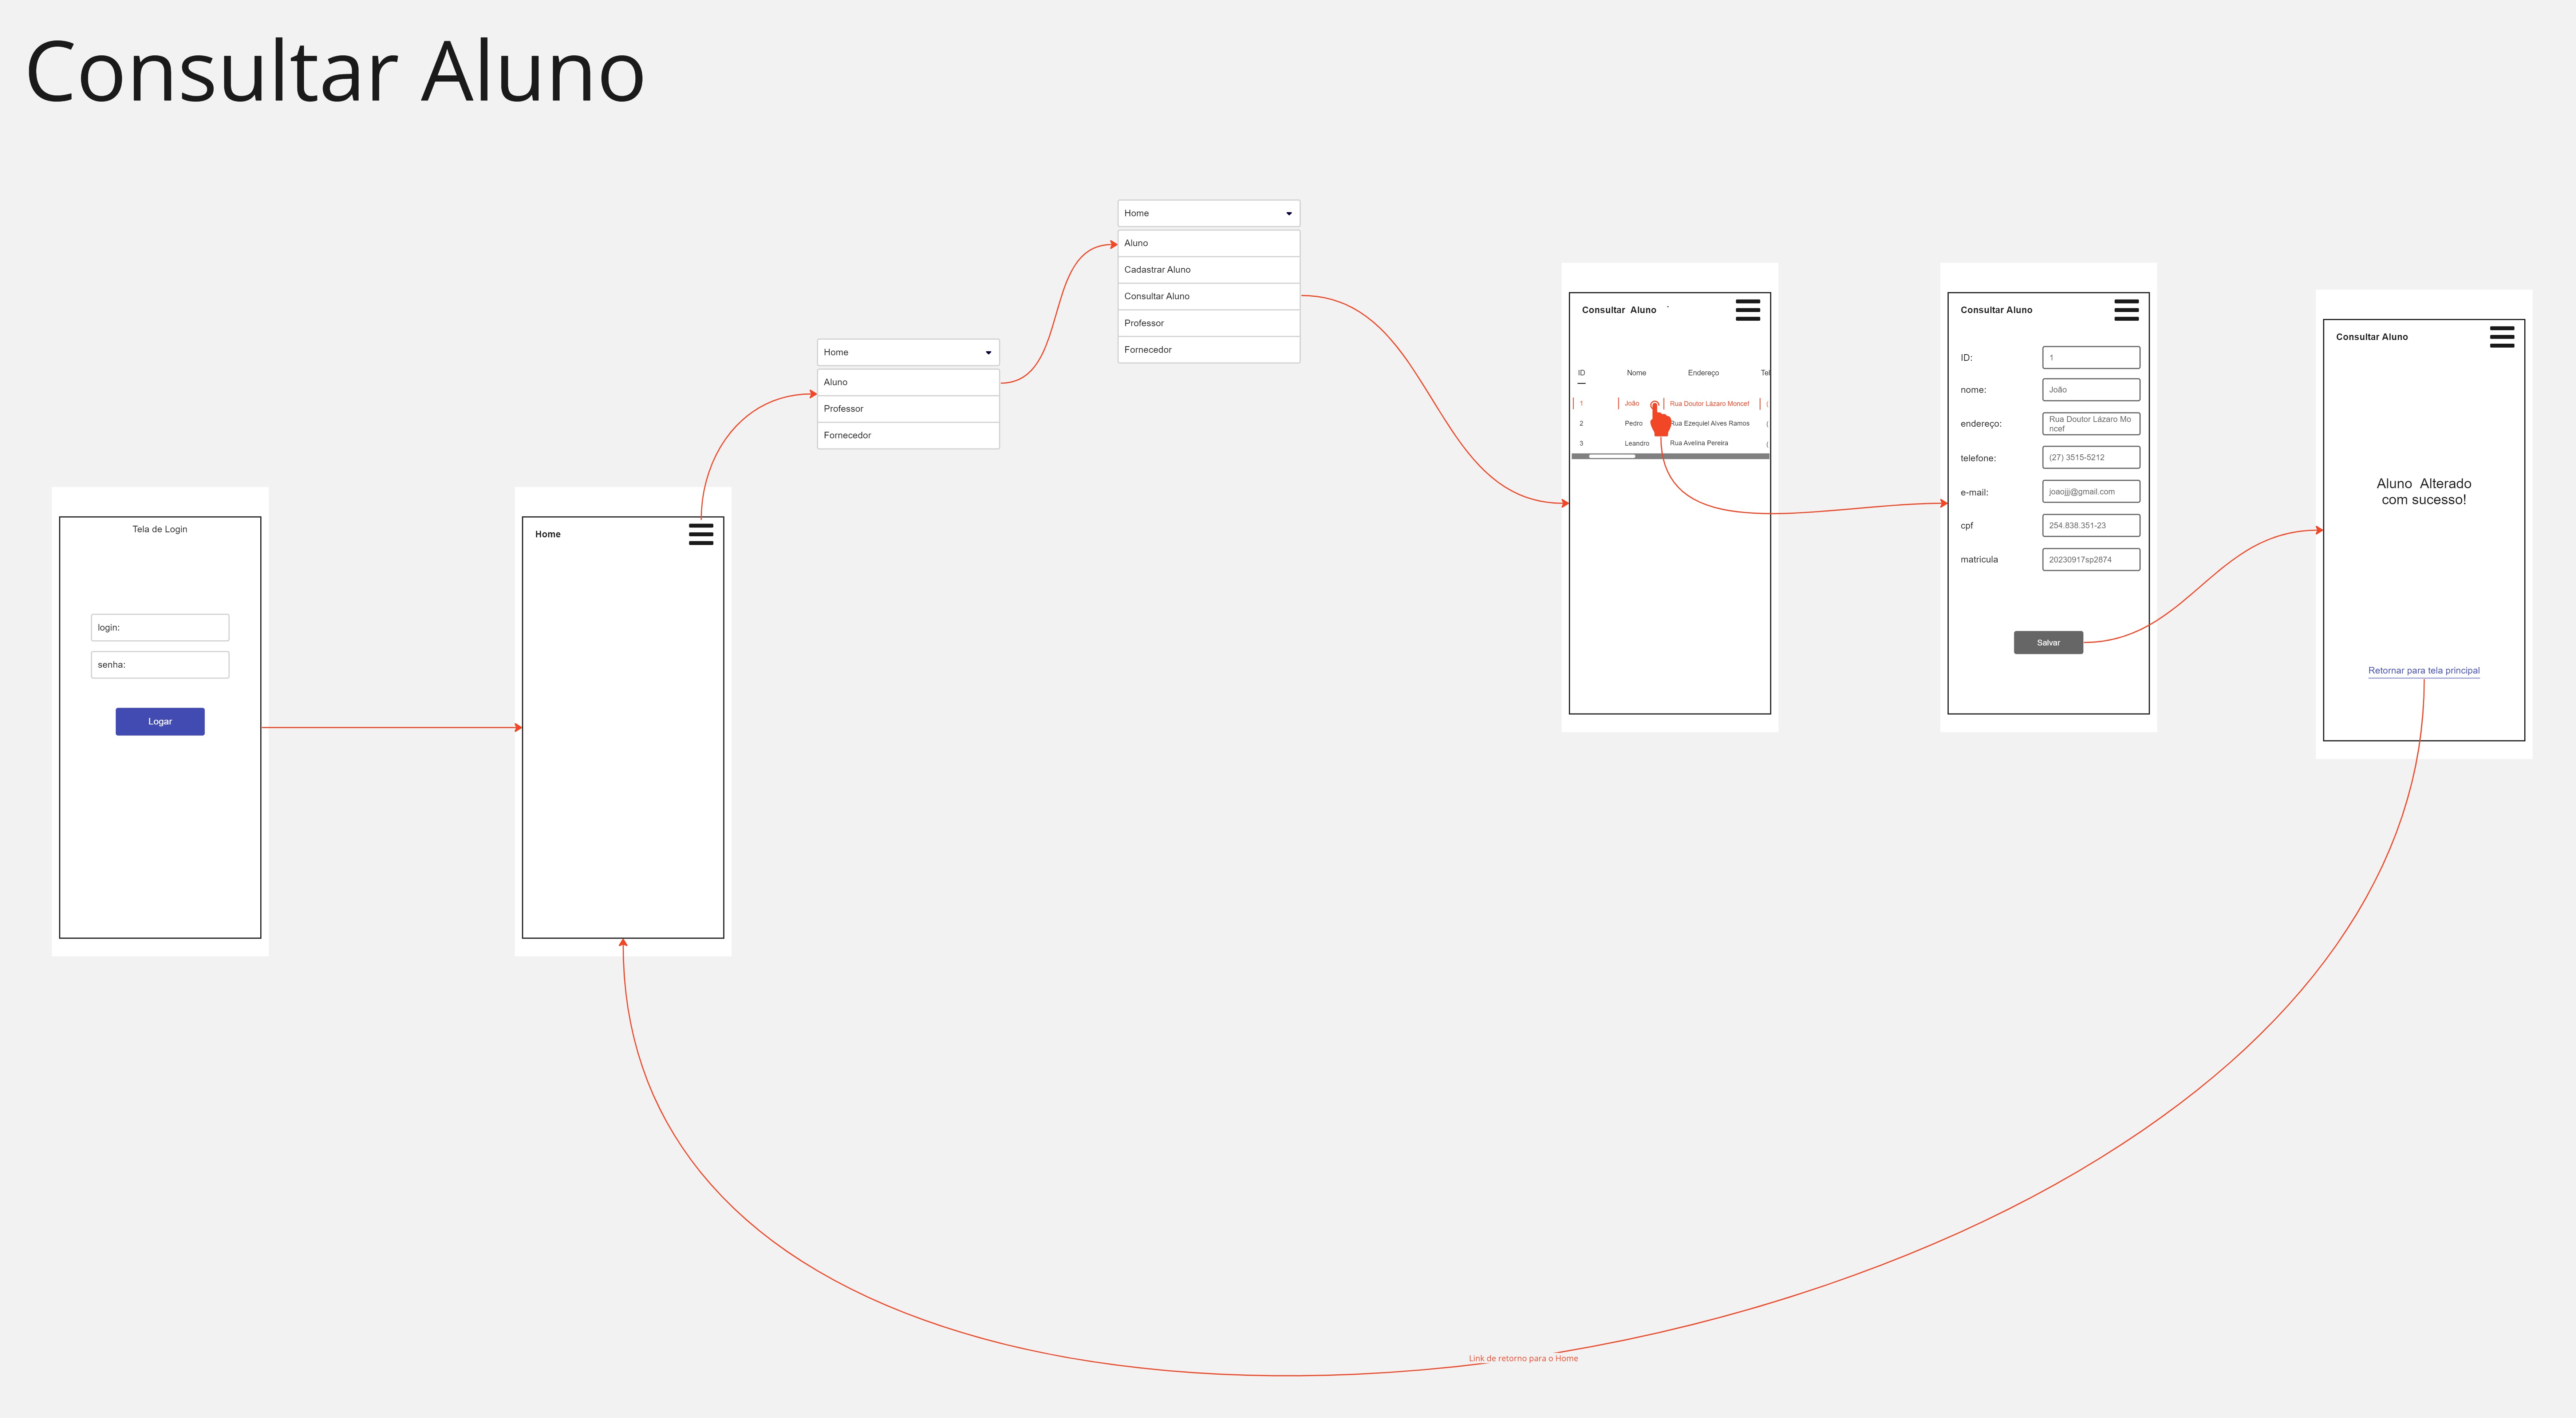 Consultar Aluno
Tela de Login
login:
senha:
Logar
Home
Home
Aluno
Professor
Fornecedor
Home
Aluno
Cadastrar Aluno
Consultar Aluno
Professor
Fornecedor
Consultar Aluno
ID Nome Endereço Tel
1 João Rua Doutor Lázaro Moncef (
2 Pedro Rua Ezequiel Alves Ramos (
3 Leandro Rua Avelina Pereira (
Consultar Aluno
ID: 1
nome: João
endereço: Rua Doutor Lázaro Mo
ncef
telefone: (27) 3515-5212
e-mail: joaojjj@gmail.com
cpf 254.838.351-23
matricula 20230917sp2874
Salvar
Consultar Aluno
Aluno Alterado
com sucesso!
Retornar para tela principal
Link de retorno para o Home